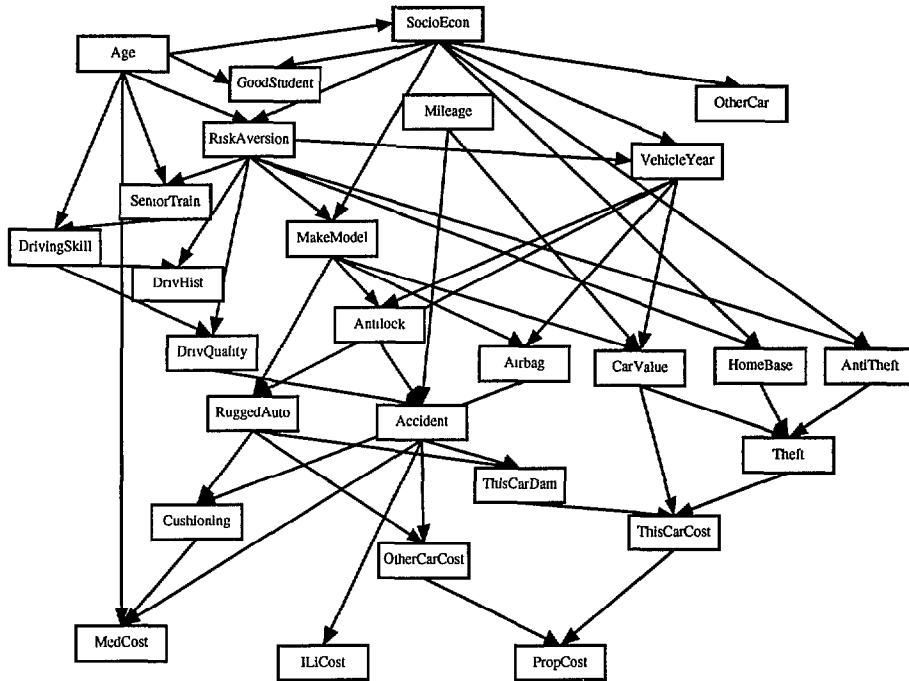 SocioEcon
Age
GoodStudent
OtherCar
Mileage
RiskAversion
VehicleYear
SeniorTrain
DrivingSkill
MakeModel
DrivHist
Antilock
DrivQuality
Airbag
CarValue
HomeBase
AntiTheft
RuggedAuto
Accident
Theft
ThisCarDam
Cushioning
ThisCarCost
OtherCarCost
MedCost
ILiCost
PropCost